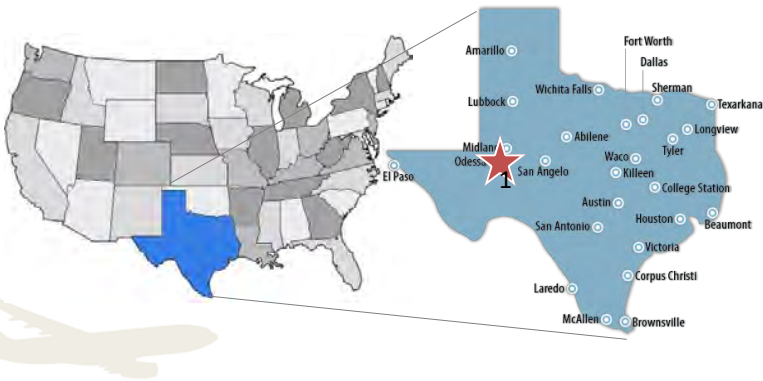 Fort Worth
Amarillo
Dallas
Wichita Falls
Sherman
Lubbock
Texarkana
Longview
Abilene
Tyler
Midlan
Waco
Odessa
San Angelo
Killeen
El Paso
1
College Station
Austin
Houston
Beaumont
San Antonio
Victoria
Corpus Christi
Laredo
McAllen
Brownsville